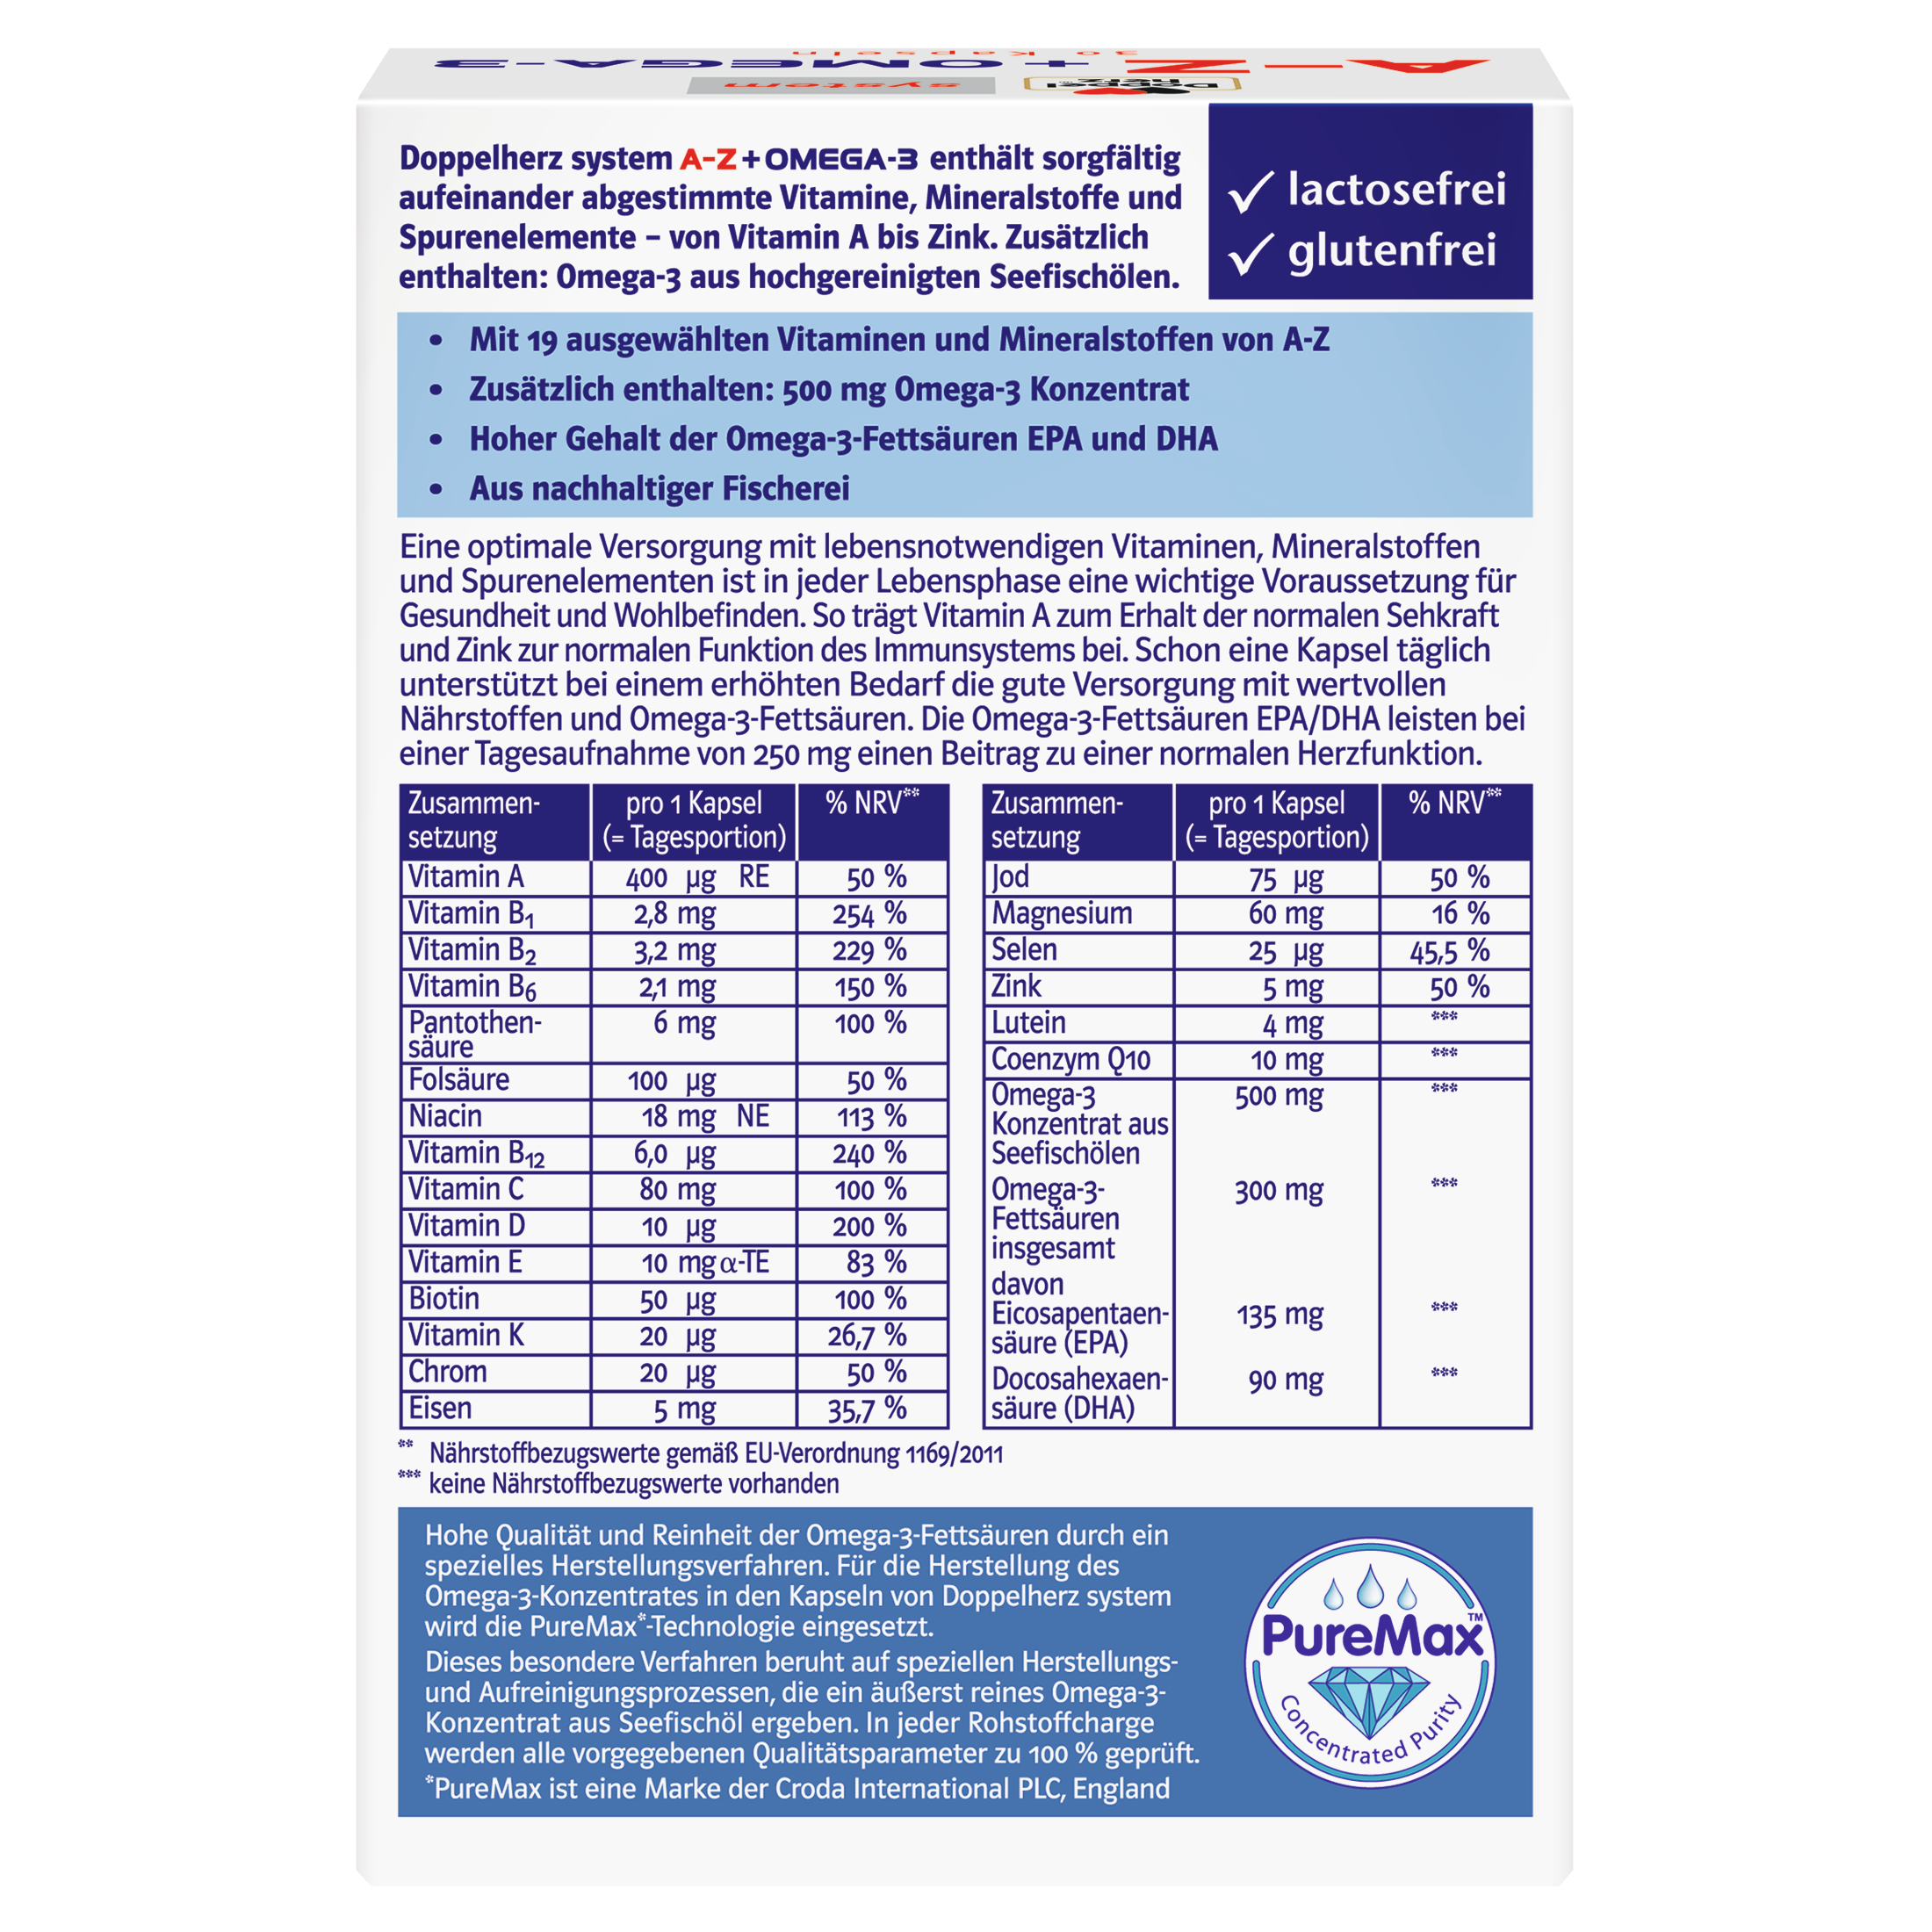 A-Z + OMEGA-3
30 Kapseln
system
Doppel herz
Doppelherz system A-Z+OMEGA-3 enthält sorgfältig
aufeinander abgestimmte Vitamine, Mineralstoffe und
Spurenelemente – von Vitamin A bis Zink. Zusätzlich
enthalten: Omega-3 aus hochgereinigten Seefischölen.
✓ lactosefrei
✓ glutenfrei
• Mit 19 ausgewählten Vitaminen und Mineralstoffen von A-Z
• Zusätzlich enthalten: 500 mg Omega-3 Konzentrat
• Hoher Gehalt der Omega-3-Fettsäuren EPA und DHA
• Aus nachhaltiger Fischerei
Eine optimale Versorgung mit lebensnotwendigen Vitaminen, Mineralstoffen
und Spurenelementen ist in jeder Lebensphase eine wichtige Voraussetzung für
Gesundheit und Wohlbefinden. So trägt Vitamin A zum Erhalt der normalen Sehkraft
und Zink zur normalen Funktion des Immunsystems bei. Schon eine Kapsel täglich
unterstützt bei einem erhöhten Bedarf die gute Versorgung mit wertvollen
Nährstoffen und Omega-3-Fettsäuren. Die Omega-3-Fettsäuren EPA/DHA leisten bei
einer Tagesaufnahme von 250 mg einen Beitrag zu einer normalen Herzfunktion.
Zusammen- pro 1 Kapsel % NRV**
setzung (= Tagesportion)
Vitamin A 400 µg RE 50 %
Vitamin B1 2,8 mg 254 %
Vitamin B2 3,2 mg 229 %
Vitamin B6 2,1 mg 150 %
Pantothen- 6 mg 100 %
säure
Folsäure 100 µg 50 %
Niacin 18 mg NE 113 %
Vitamin B12 6,0 µg 240 %
Vitamin C 80 mg 100 %
Vitamin D 10 µg 200 %
Vitamin E 10 mg α-TE 83 %
Biotin 50 µg 100 %
Vitamin K 20 µg 26,7 %
Chrom 20 µg 50 %
Eisen 5 mg 35,7 %
Zusammen- pro 1 Kapsel % NRV**
setzung (= Tagesportion)
Jod 75 µg 50 %
Magnesium 60 mg 16 %
Selen 25 µg 45,5 %
Zink 5 mg 50 %
Lutein 4 mg ***
Coenzym Q10 10 mg ***
Omega-3 500 mg ***
Konzentrat aus
Seefischölen
Omega-3- 300 mg ***
Fettsäuren
insgesamt
davon
Eicosapentaen- 135 mg ***
säure (EPA)
Docosahexaen- 90 mg ***
säure (DHA)
** Nährstoffbezugswerte gemäß EU-Verordnung 1169/2011
*** keine Nährstoffbezugswerte vorhanden
Hohe Qualität und Reinheit der Omega-3-Fettsäuren durch ein
spezielles Herstellungsverfahren. Für die Herstellung des
Omega-3-Konzentrates in den Kapseln von Doppelherz system
wird die PureMax*-Technologie eingesetzt.
Dieses besondere Verfahren beruht auf speziellen Herstellungs-
und Aufreinigungsprozessen, die ein äußerst reines Omega-3-
Konzentrat aus Seefischöl ergeben. In jeder Rohstoffcharge
werden alle vorgegebenen Qualitätsparameter zu 100 % geprüft.
*PureMax ist eine Marke der Croda International PLC, England
PureMax™
Concentrated Purity